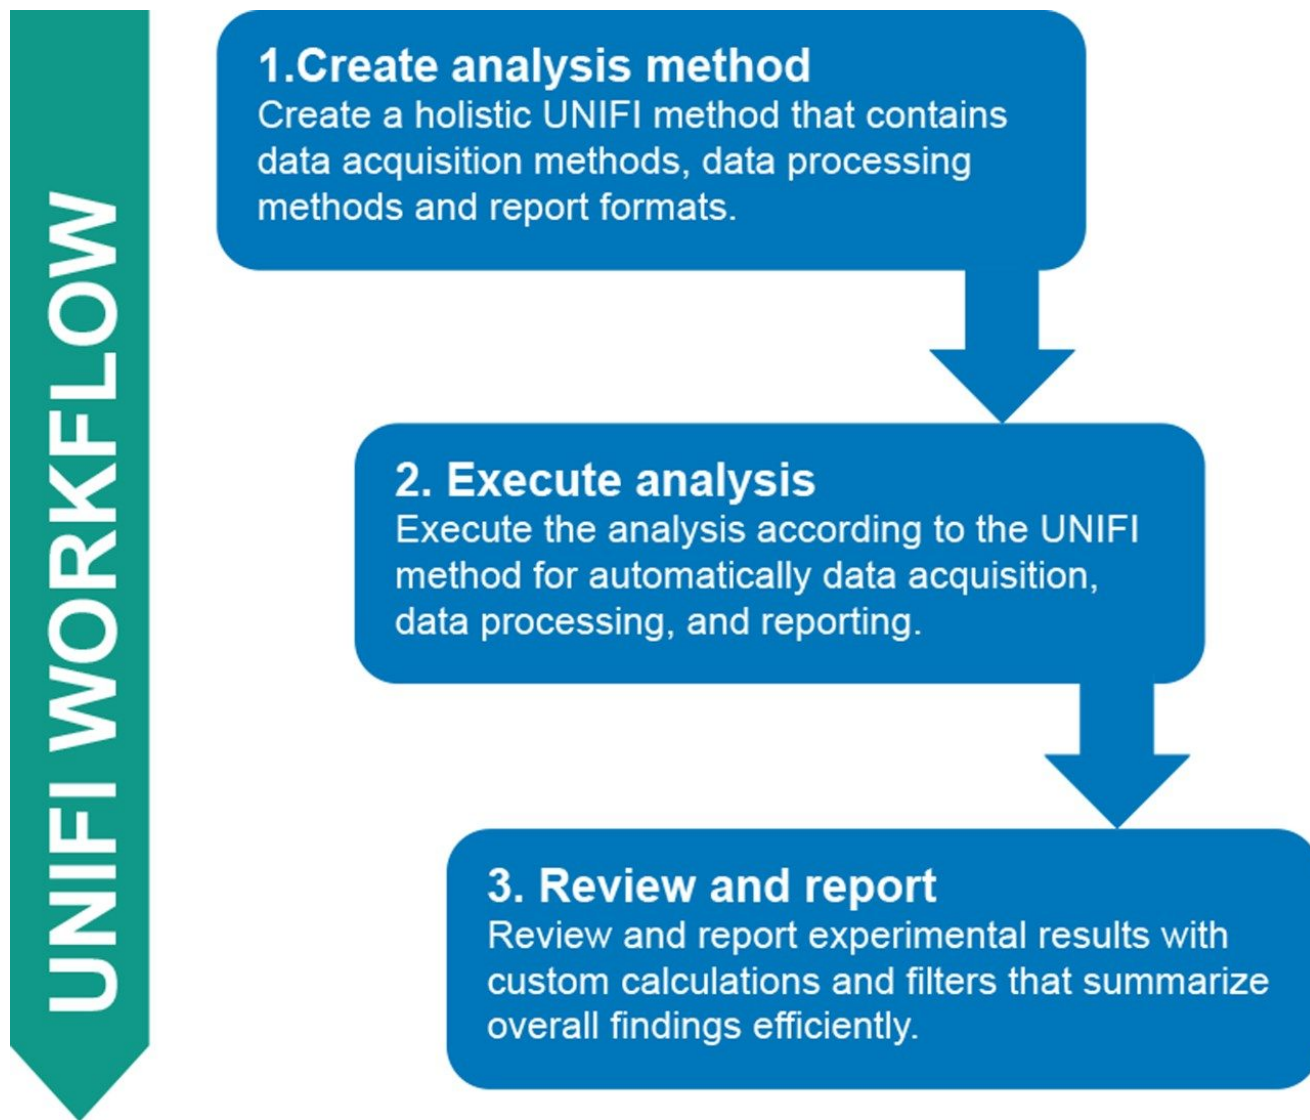 UNIFI WORKFLOW
1.Create analysis method
Create a holistic UNIFI method that contains
data acquisition methods, data processing
methods and report formats.
2. Execute analysis
Execute the analysis according to the UNIFI
method for automatically data acquisition,
data processing, and reporting.
3. Review and report
Review and report experimental results with
custom calculations and filters that summarize
overall findings efficiently.